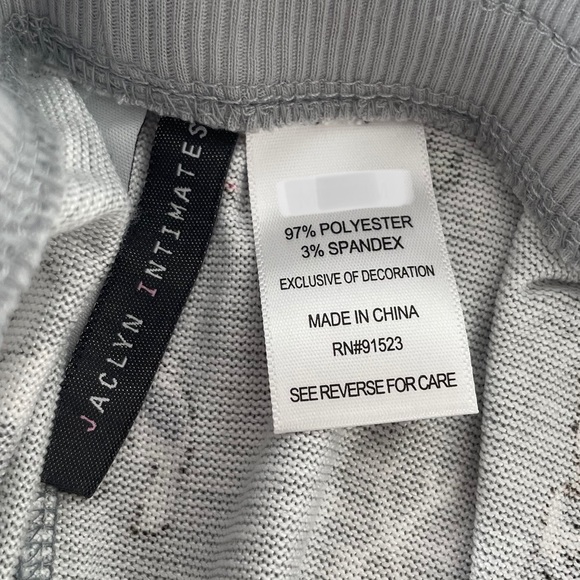 JACLYN INTIMATES
97% POLYESTER
3% SPANDEX
EXCLUSIVE OF DECORATION
MADE IN CHINA
RN#91523
SEE REVERSE FOR CARE